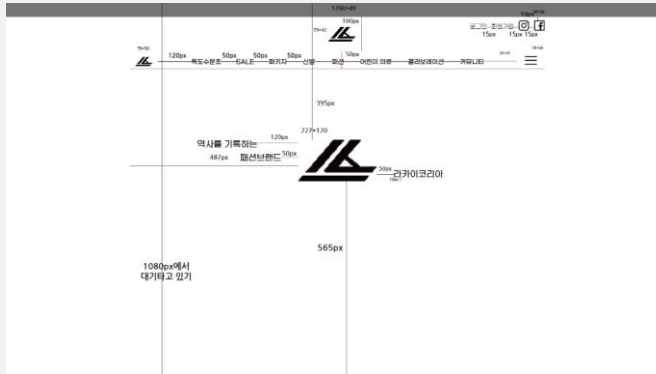 1200×80
100px
79×42
로그인 회원가입
15px 15px 15px
120px 50px 50px 50px 50px
독도수분초 SALE 패키지 신발 패션 어린이 의류 콜라보레이션 커뮤니티
395px
227×120
120px
역사를 기록하는
487px 패션브랜드 50px
50px
라카이코리아
565px
1080px에서
대기타고 있기